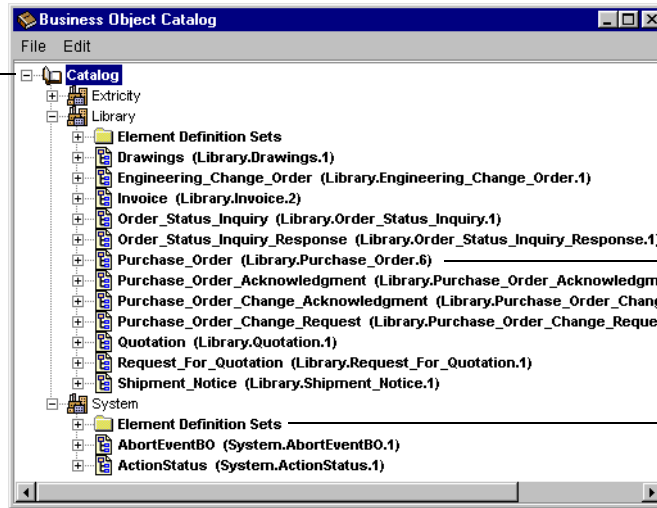 Business Object Catalog
File Edit
Catalog
Extricity
Library
Element Definition Sets
Drawings (Library.Drawings.1)
Engineering_Change_Order (Library.Engineering_Change_Order.1)
Invoice (Library.Invoice.2)
Order_Status_Inquiry (Library.Order_Status_Inquiry.1)
Order_Status_Inquiry_Response (Library.Order_Status_Inquiry_Response.1)
Purchase_Order (Library.Purchase_Order.6)
Purchase_Order_Acknowledgment (Library.Purchase_Order_Acknowledgm
Purchase_Order_Change_Acknowledgment (Library.Purchase_Order_Chang
Purchase_Order_Change_Request (Library.Purchase_Order_Change_Reque
Quotation (Library.Quotation.1)
Request_For_Quotation (Library.Request_For_Quotation.1)
Shipment_Notice (Library.Shipment_Notice.1)
System
Element Definition Sets
AbortEventBO (System.AbortEventBO.1)
ActionStatus (System.ActionStatus.1)